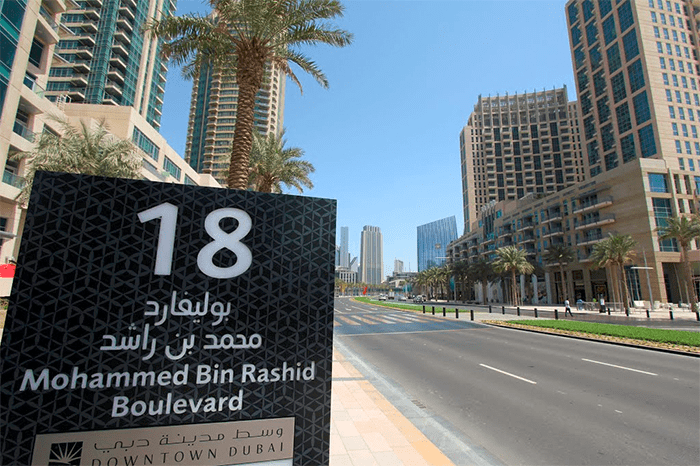 18
بوليفارد
محمد بن راشد
Mohammed Bin Rashid
Boulevard
وسط مدينة دبي
DOWNTOWN DUBAI